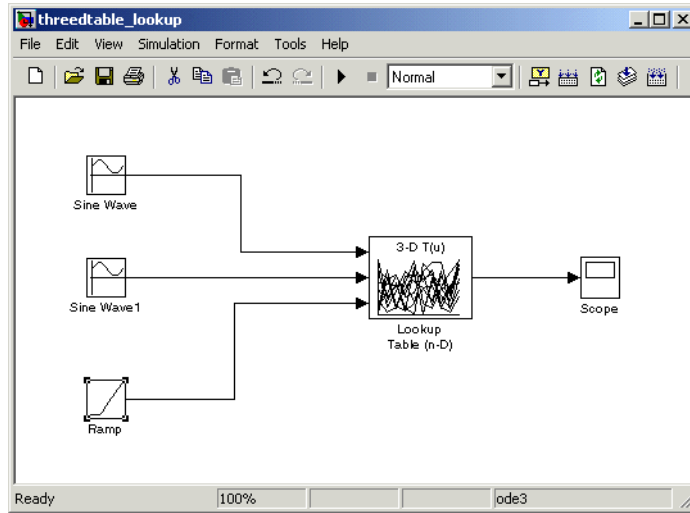 threedtable_lookup
File Edit View Simulation Format Tools Help
Normal
Sine Wave
3-D T(u)
Sine Wave1
Lookup
Table (n-D)
Scope
Ramp
Ready 100% ode3